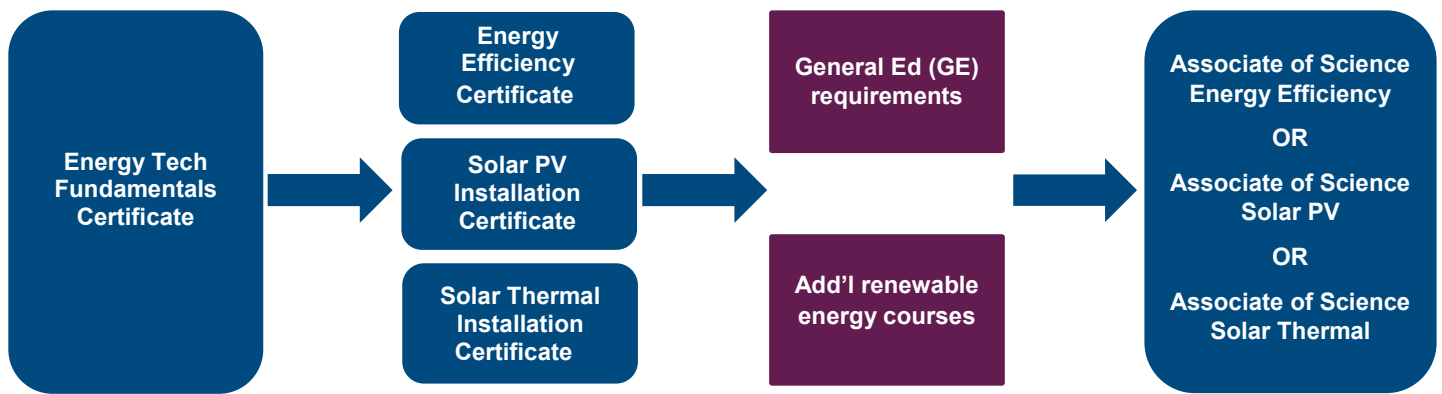 Energy Tech
Fundamentals
Certificate
Energy
Efficiency
Certificate
Solar PV
Installation
Certificate
Solar Thermal
Installation
Certificate
General Ed (GE)
requirements
Add’l renewable
energy courses
Associate of Science
Energy Efficiency
OR
Associate of Science
Solar PV
OR
Associate of Science
Solar Thermal